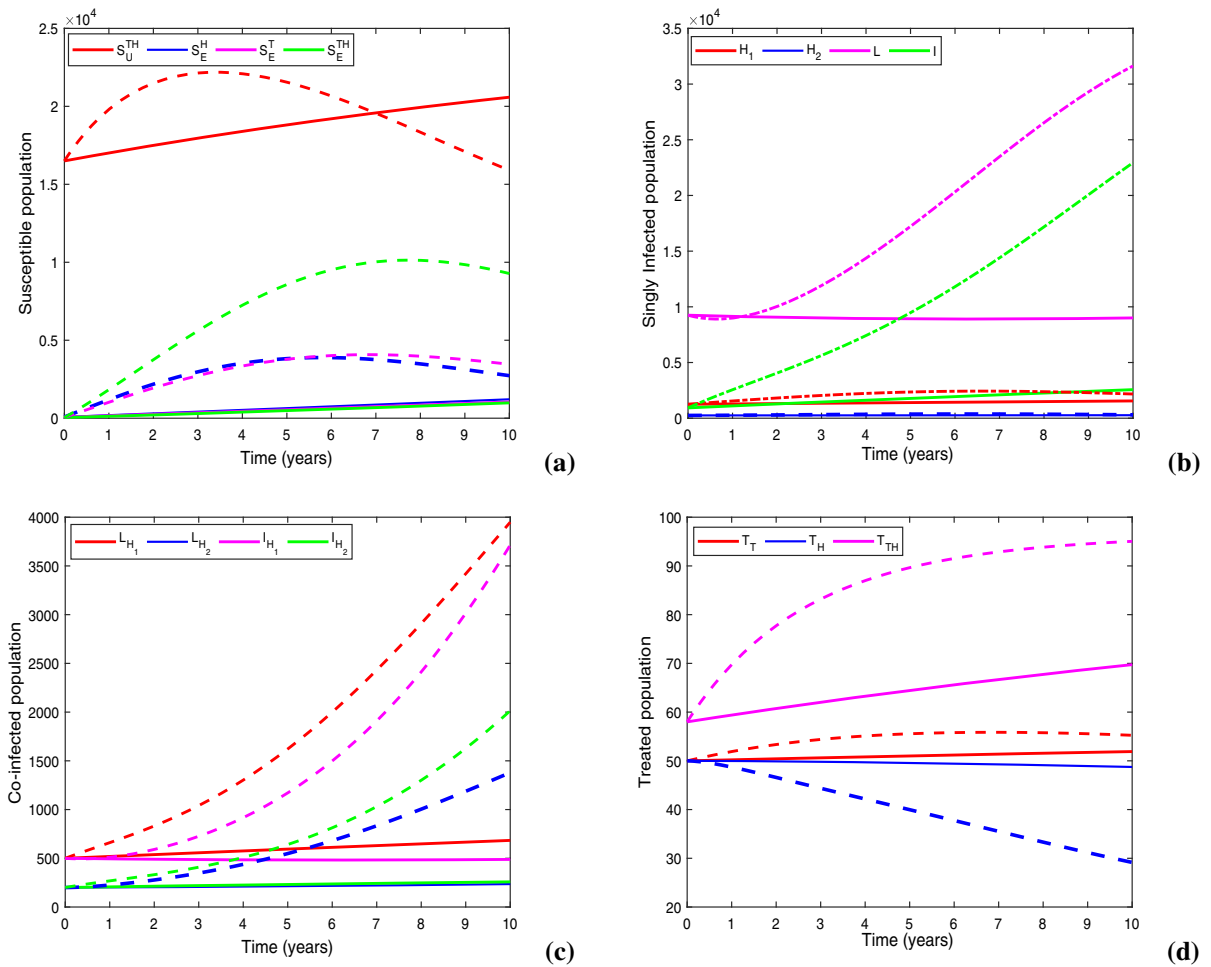 ×10⁴
2.5
2
1.5
1
0.5
0
S_U^TH S_E^H S_E^T S_E^TH
Susceptible population
0 1 2 3 4 5 6 7 8 9 10
Time (years)
(a)
×10⁴
3.5
3
2.5
2
1.5
1
0.5
0
H₁ H₂ L I
Singly Infected population
0 1 2 3 4 5 6 7 8 9 10
Time (years)
(b)
4000
3500
3000
2500
2000
1500
1000
500
0
L_H₁ L_H₂ I_H₁ I_H₂
Co-infected population
0 1 2 3 4 5 6 7 8 9 10
Time (years)
(c)
100
90
80
70
60
50
40
30
20
T_T T_H T_TH
Treated population
0 1 2 3 4 5 6 7 8 9 10
Time (years)
(d)